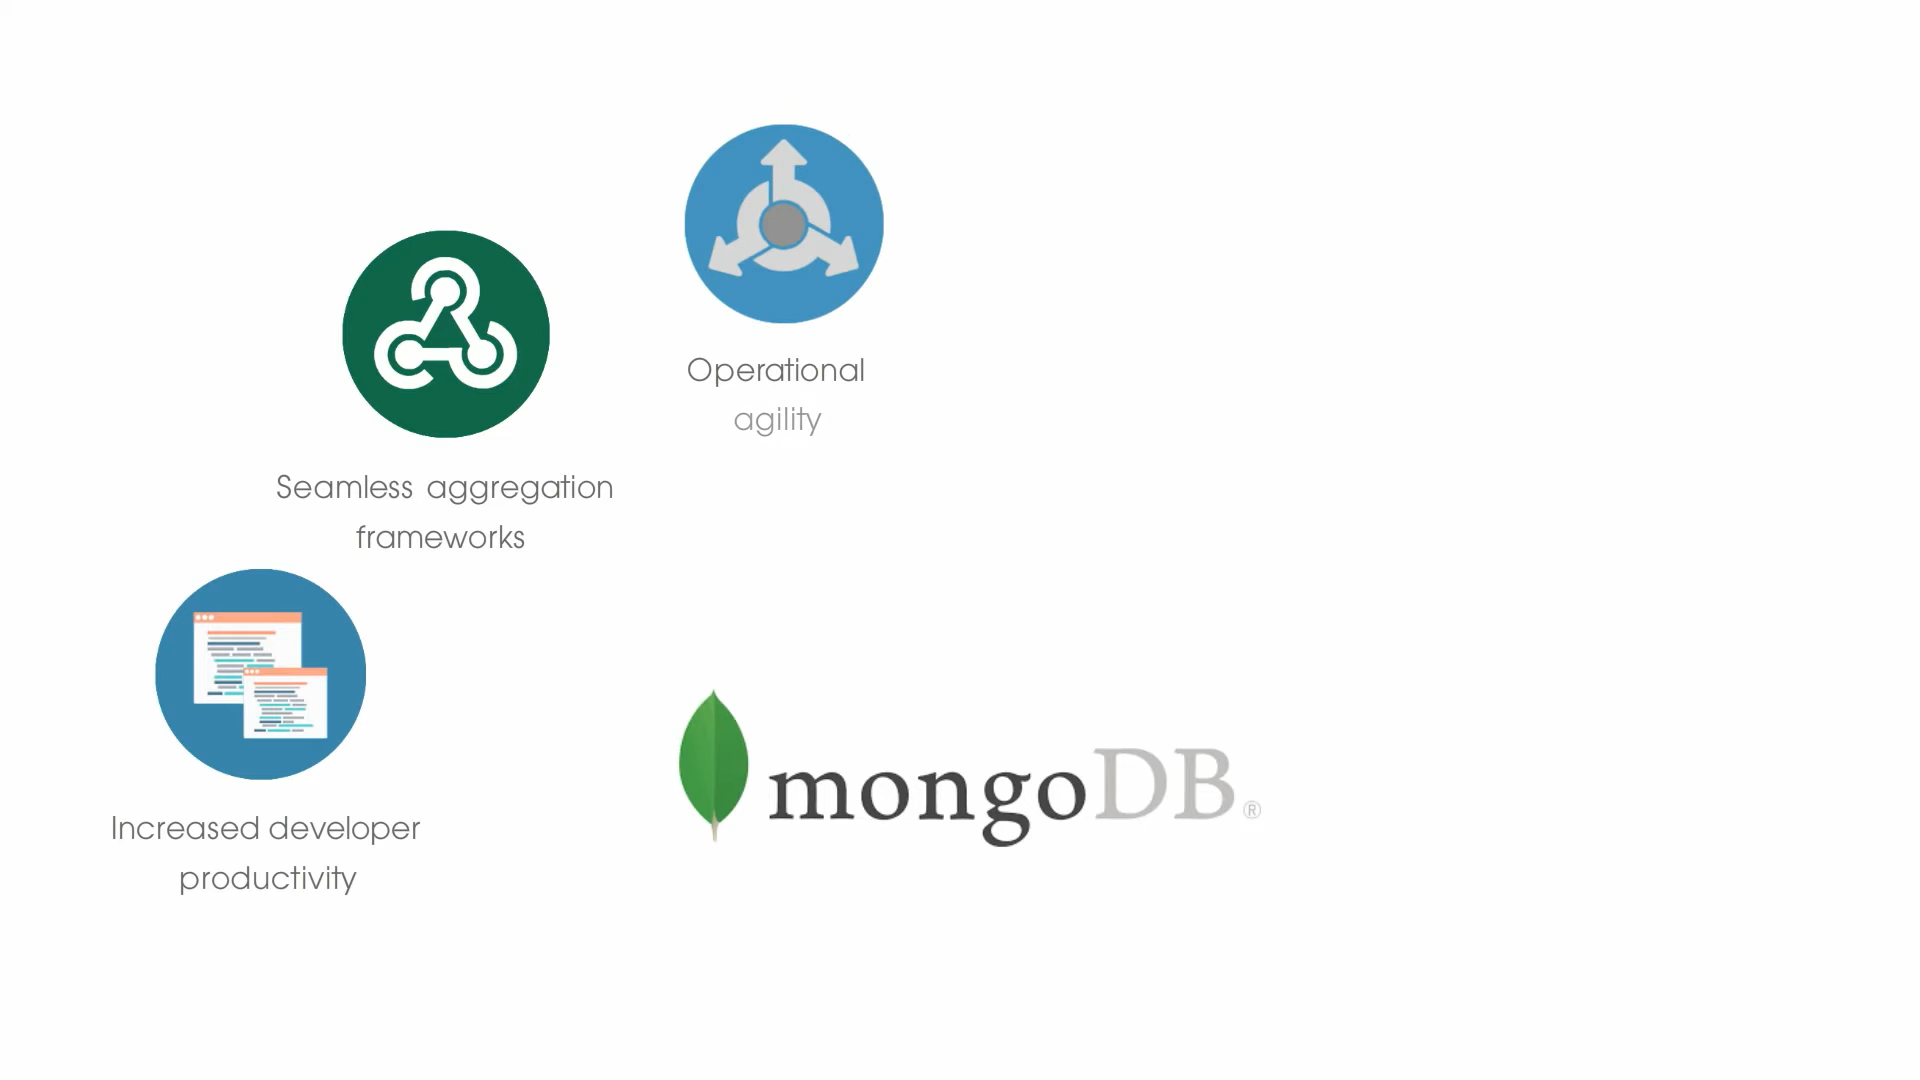 Operational
agility
Seamless aggregation
frameworks
Increased developer
productivity
mongoDB®